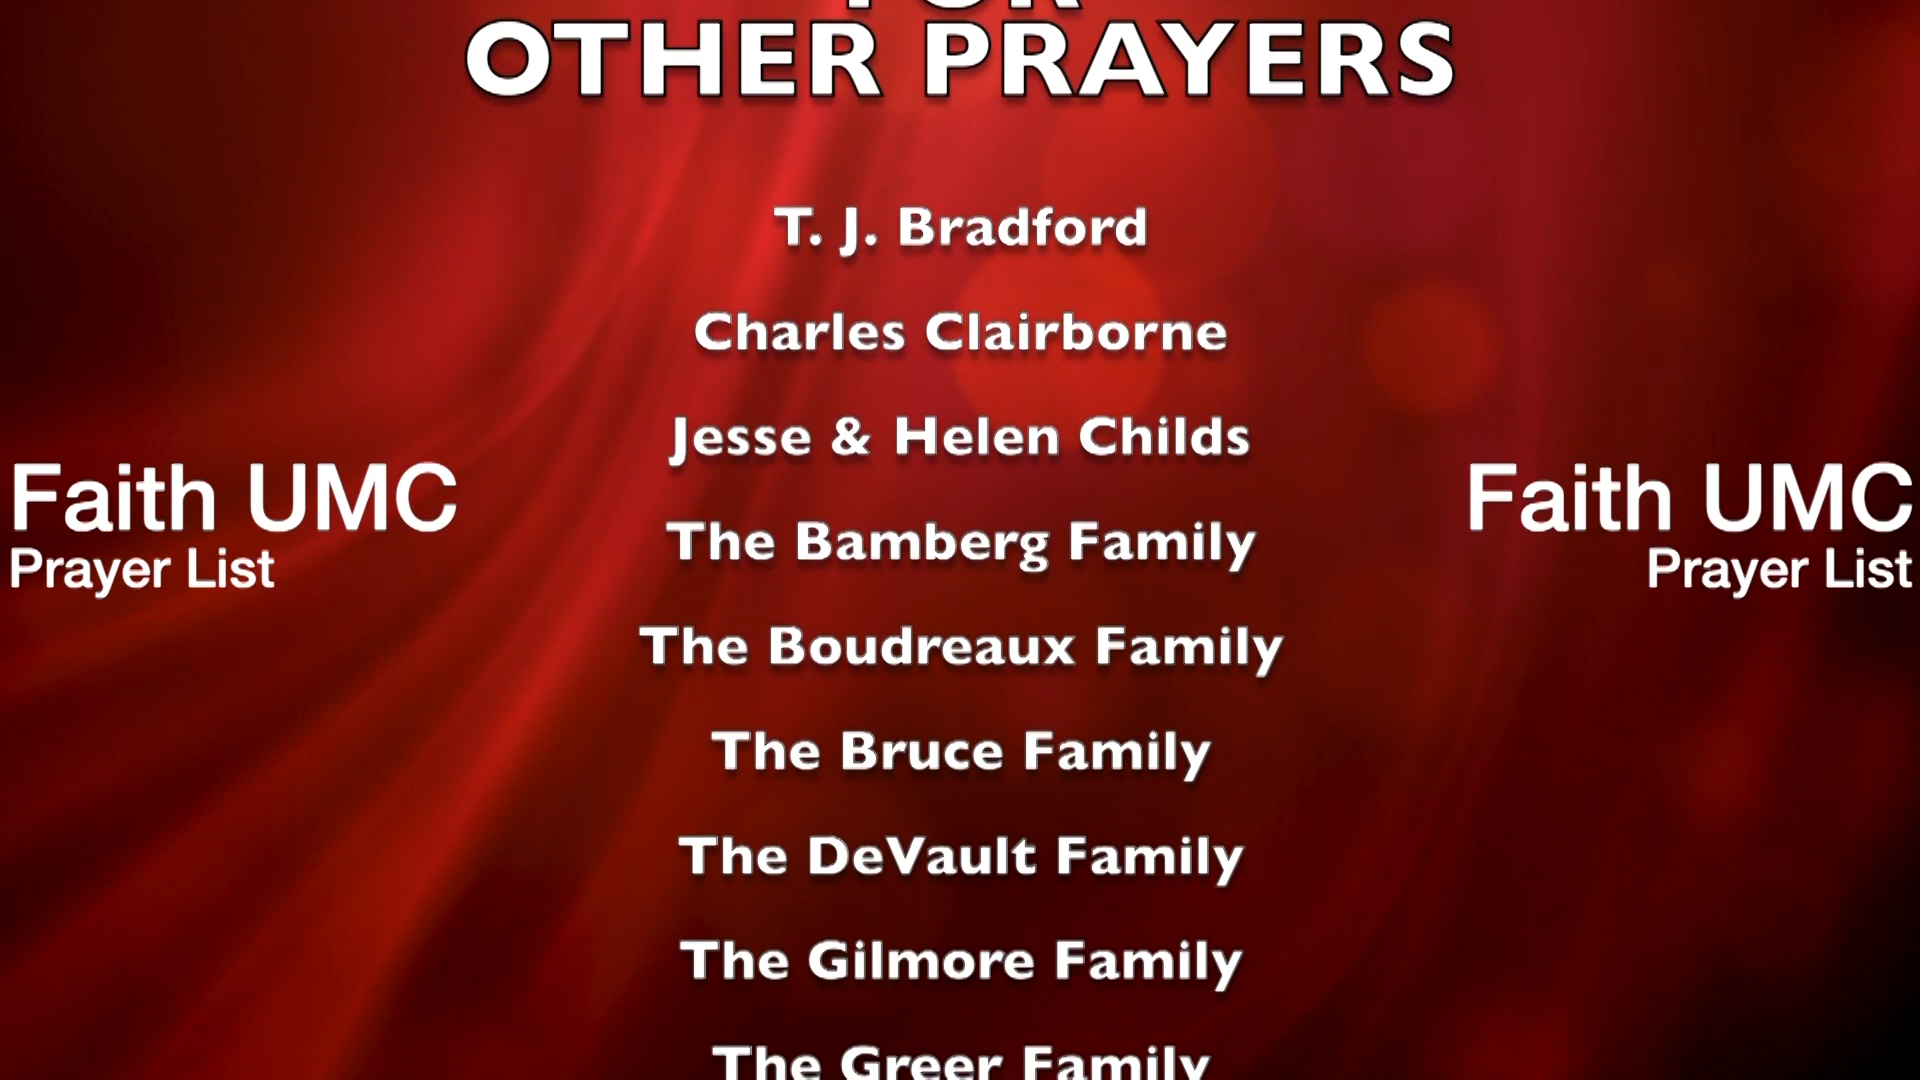 FOR
OTHER PRAYERS
T. J. Bradford
Charles Clairborne
Jesse & Helen Childs
Faith UMC
Prayer List
Faith UMC
Prayer List
The Bamberg Family
The Boudreaux Family
The Bruce Family
The DeVault Family
The Gilmore Family
The Greer Family